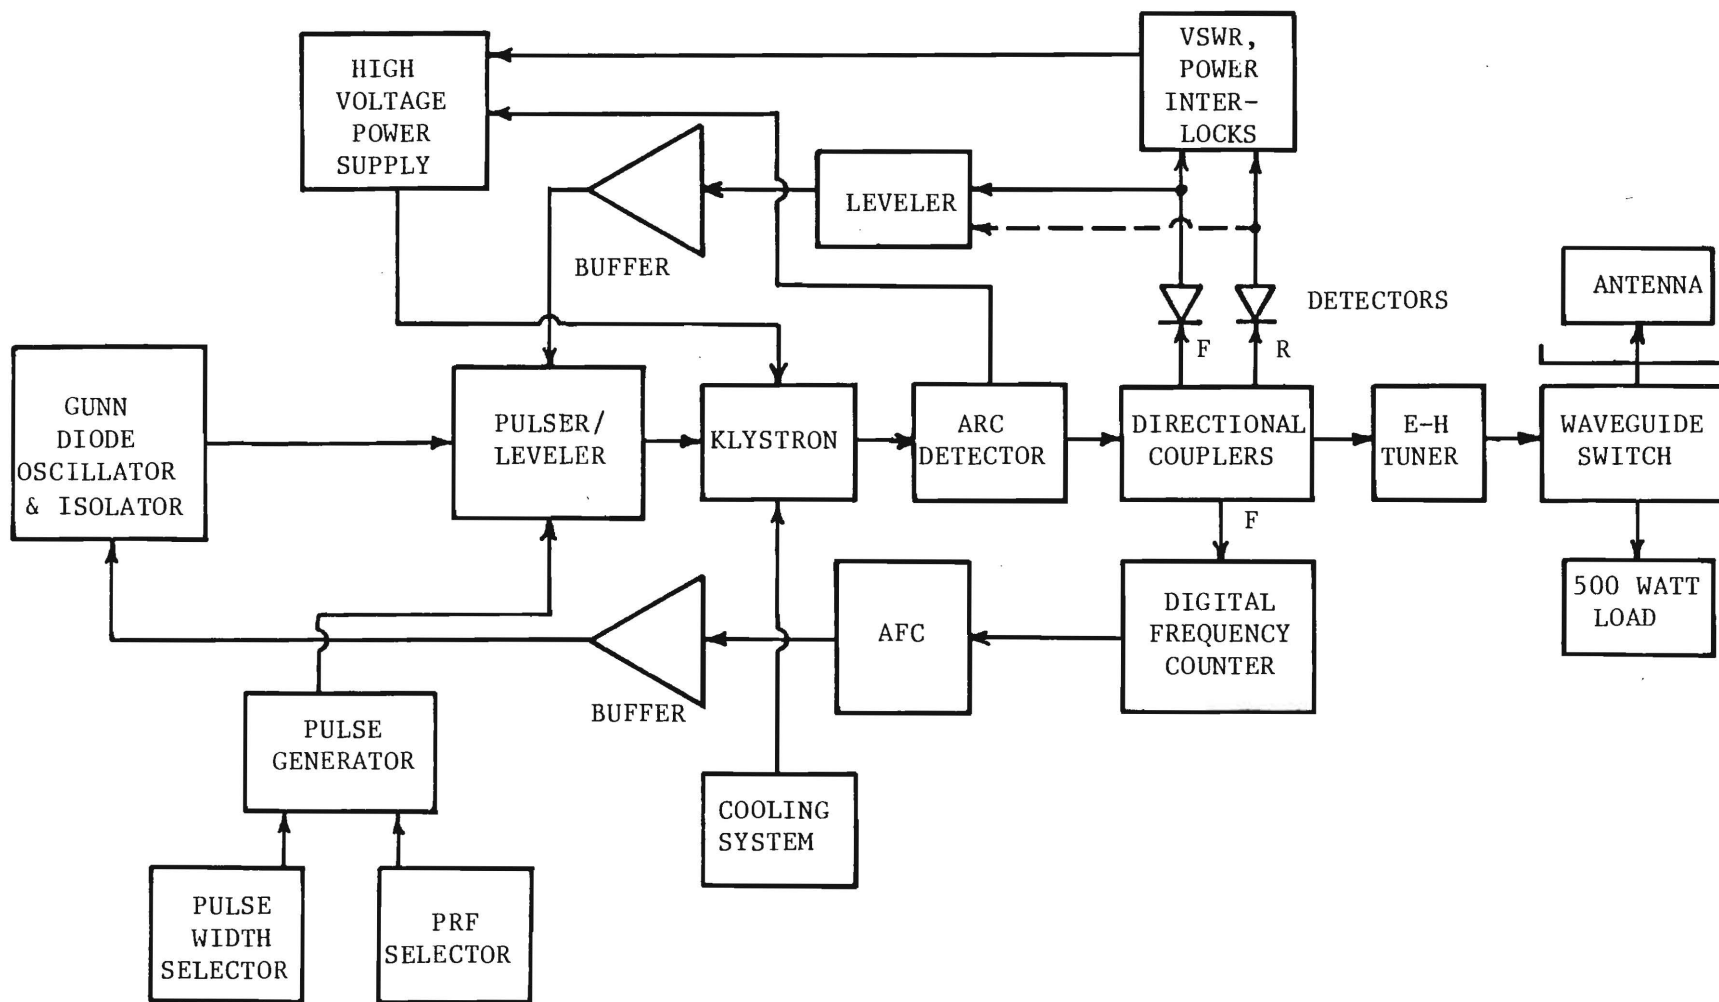 HIGH
VOLTAGE
POWER
SUPPLY
VSWR,
POWER
INTER-
LOCKS
LEVELER
BUFFER
DETECTORS
ANTENNA
F
R
GUNN
DIODE
OSCILLATOR
& ISOLATOR
PULSER/
LEVELER
KLYSTRON
ARC
DETECTOR
DIRECTIONAL
COUPLERS
E-H
TUNER
WAVEGUIDE
SWITCH
F
500 WATT
LOAD
DIGITAL
FREQUENCY
COUNTER
AFC
BUFFER
PULSE
GENERATOR
COOLING
SYSTEM
PULSE
WIDTH
SELECTOR
PRF
SELECTOR